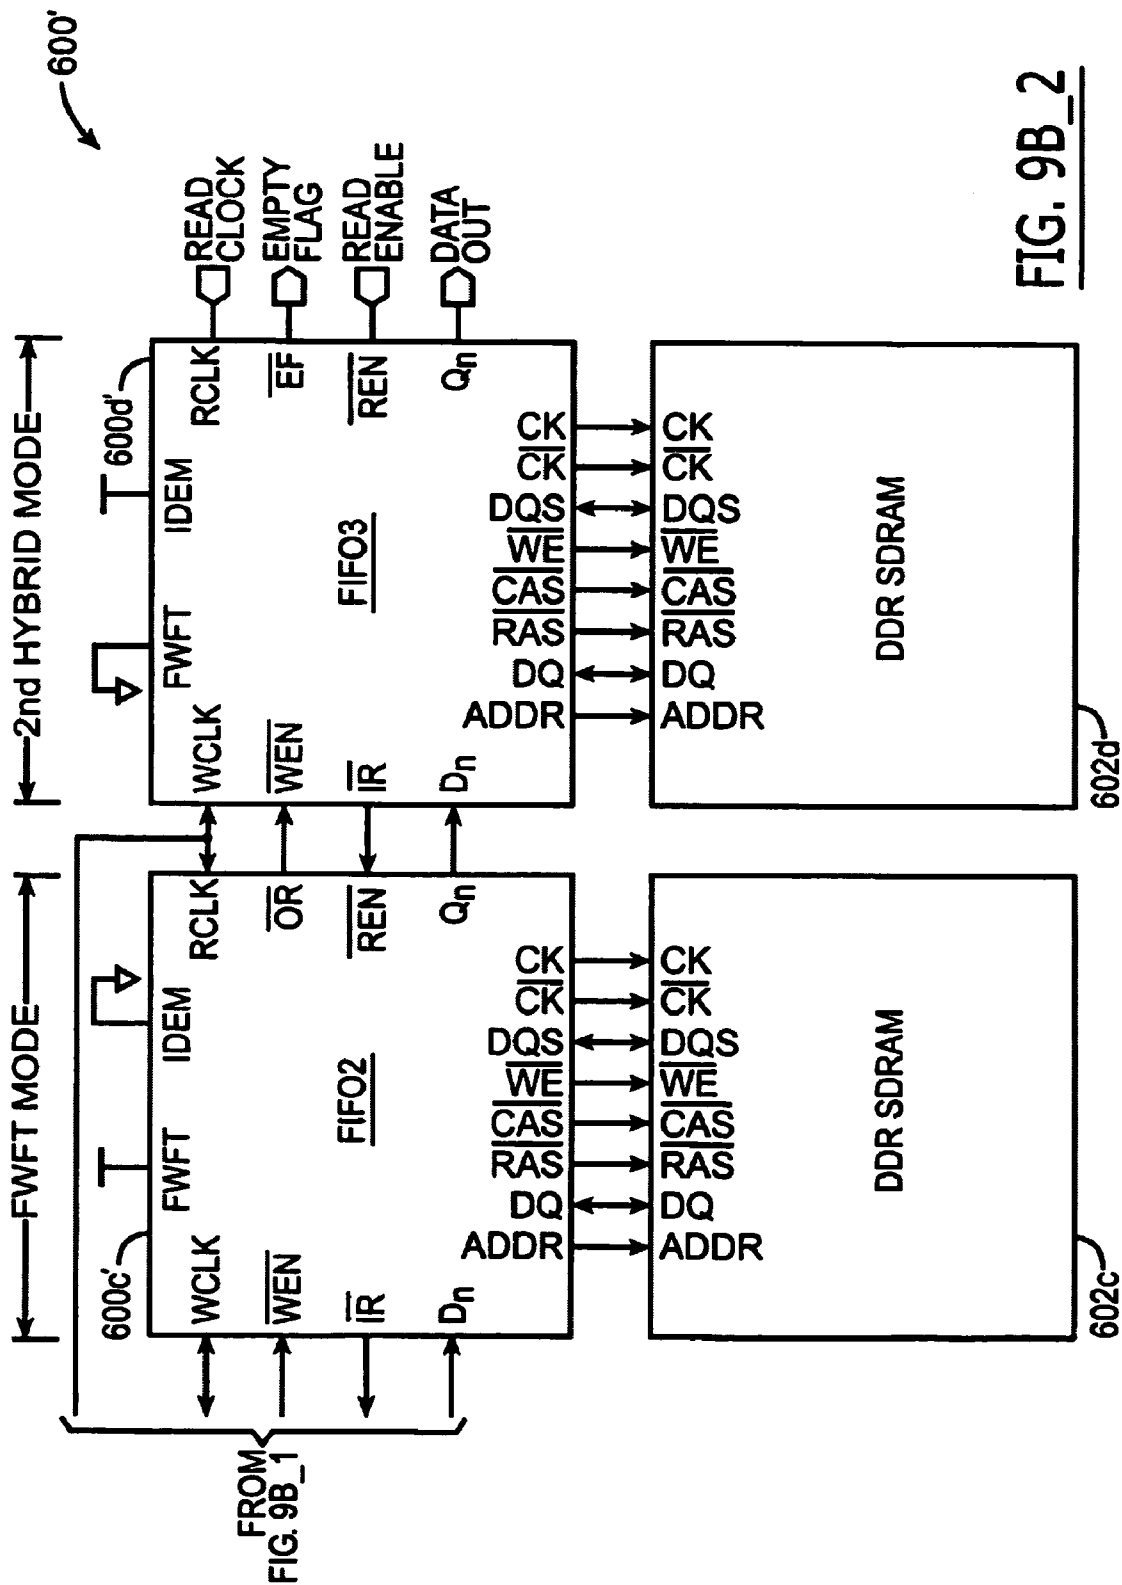 600'
FWFT MODE
2nd HYBRID MODE
600c'
FWFT
IDEM
WCLK
RCLK
WEN
OR
FIFO2
IR
REN
Dn
Qn
ADDR
DQ
RAS
CAS
WE
DQS
CK
CK
ADDR
DQ
RAS
CAS
WE
DQS
CK
CK
DDR SDRAM
602c
600d'
FWFT
IDEM
WCLK
RCLK
WEN
EF
FIFO3
IR
REN
Dn
Qn
ADDR
DQ
RAS
CAS
WE
DQS
CK
CK
ADDR
DQ
RAS
CAS
WE
DQS
CK
CK
DDR SDRAM
602d
READ
CLOCK
EMPTY
FLAG
READ
ENABLE
DATA
OUT
FROM
FIG. 9B_1
FIG. 9B_2